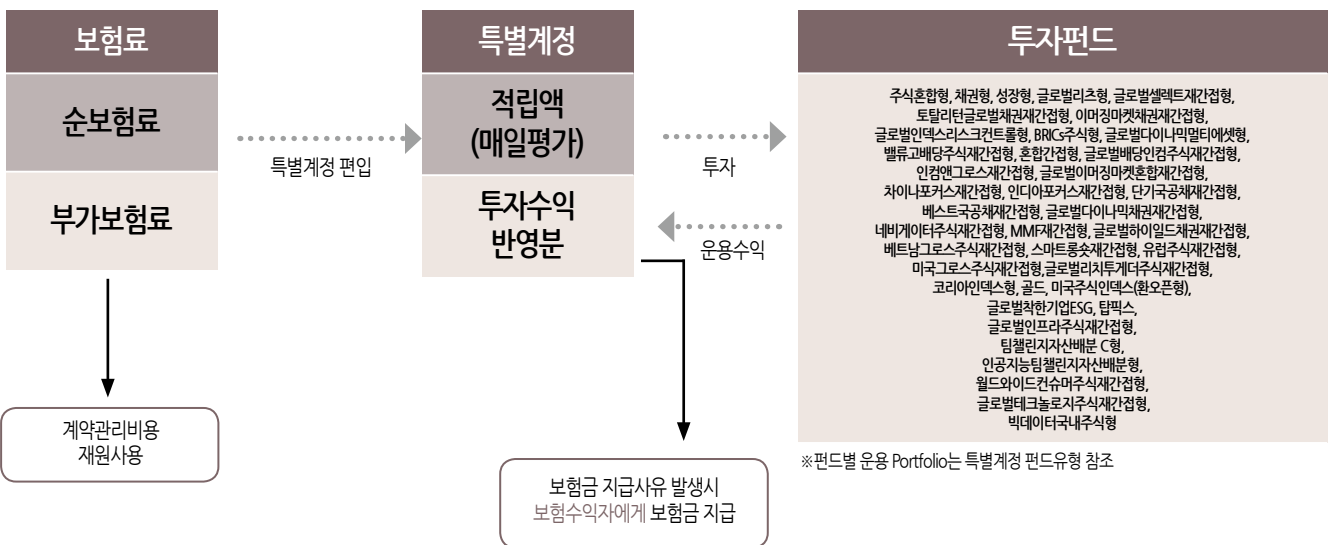 보험료
순보험료
부가보험료
계약관리비용
재원사용
특별계정 편입
특별계정
적립액
(매일평가)
투자수익
반영분
보험금 지급사유 발생시
보험수익자에게 보험금 지급
투자
운용수익
투자펀드
주식혼합형, 채권형, 성장형, 글로벌리츠형, 글로벌셀렉트재간접형,
토탈리턴글로벌채권재간접형, 이머징마켓채권재간접형,
글로벌인덱스리스크컨트롤형, BRICs주식형, 글로벌다이나믹멀티에셋형,
밸류고배당주식재간접형, 혼합간접형, 글로벌배당인컴주식재간접형,
인컴앤그로스재간접형, 글로벌이머징마켓혼합재간접형,
차이나포커스재간접형, 인디아포커스재간접형, 단기국공채재간접형,
베스트국공채재간접형, 글로벌다이나믹채권재간접형,
네비게이터주식재간접형, MMF재간접형, 글로벌하이일드채권재간접형,
베트남그로스주식재간접형, 스마트롱숏재간접형, 유럽주식재간접형,
미국그로스주식재간접형,글로벌리치투게더주식재간접형,
코리아인덱스형, 골드, 미국주식인덱스(환오픈형),
글로벌착한기업ESG, 탑픽스,
글로벌인프라주식재간접형,
팀챌린지자산배분 C형,
인공지능팀챌린지자산배분형,
월드와이드컨슈머주식재간접형,
글로벌테크놀로지주식재간접형,
빅데이터국내주식형
※펀드별 운용 Portfolio는 특별계정 펀드유형 참조